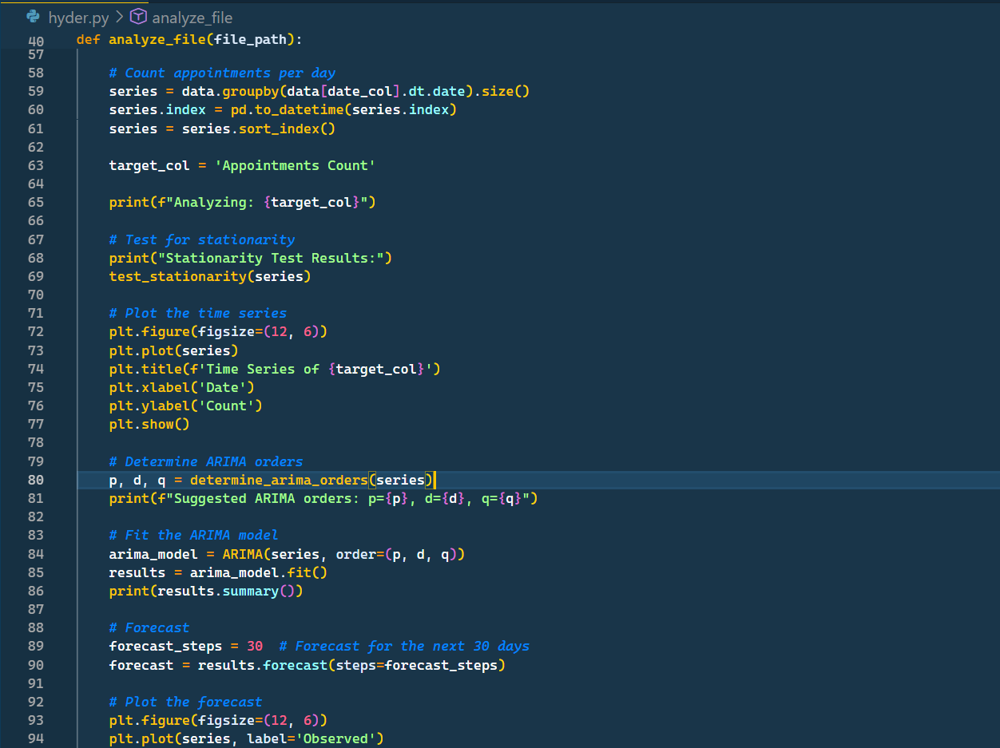 hyder.py > analyze_file
40 def analyze_file(file_path):
57
58 # Count appointments per day
59 series = data.groupby(data[date_col].dt.date).size()
60 series.index = pd.to_datetime(series.index)
61 series = series.sort_index()
62
63 target_col = 'Appointments Count'
64
65 print(f"Analyzing: {target_col}")
66
67 # Test for stationarity
68 print("Stationarity Test Results:")
69 test_stationarity(series)
70
71 # Plot the time series
72 plt.figure(figsize=(12, 6))
73 plt.plot(series)
74 plt.title(f'Time Series of {target_col}')
75 plt.xlabel('Date')
76 plt.ylabel('Count')
77 plt.show()
78
79 # Determine ARIMA orders
80 p, d, q = determine_arima_orders(series)
81 print(f"Suggested ARIMA orders: p={p}, d={d}, q={q}")
82
83 # Fit the ARIMA model
84 arima_model = ARIMA(series, order=(p, d, q))
85 results = arima_model.fit()
86 print(results.summary())
87
88 # Forecast
89 forecast_steps = 30  # Forecast for the next 30 days
90 forecast = results.forecast(steps=forecast_steps)
91
92 # Plot the forecast
93 plt.figure(figsize=(12, 6))
94 plt.plot(series, label='Observed')